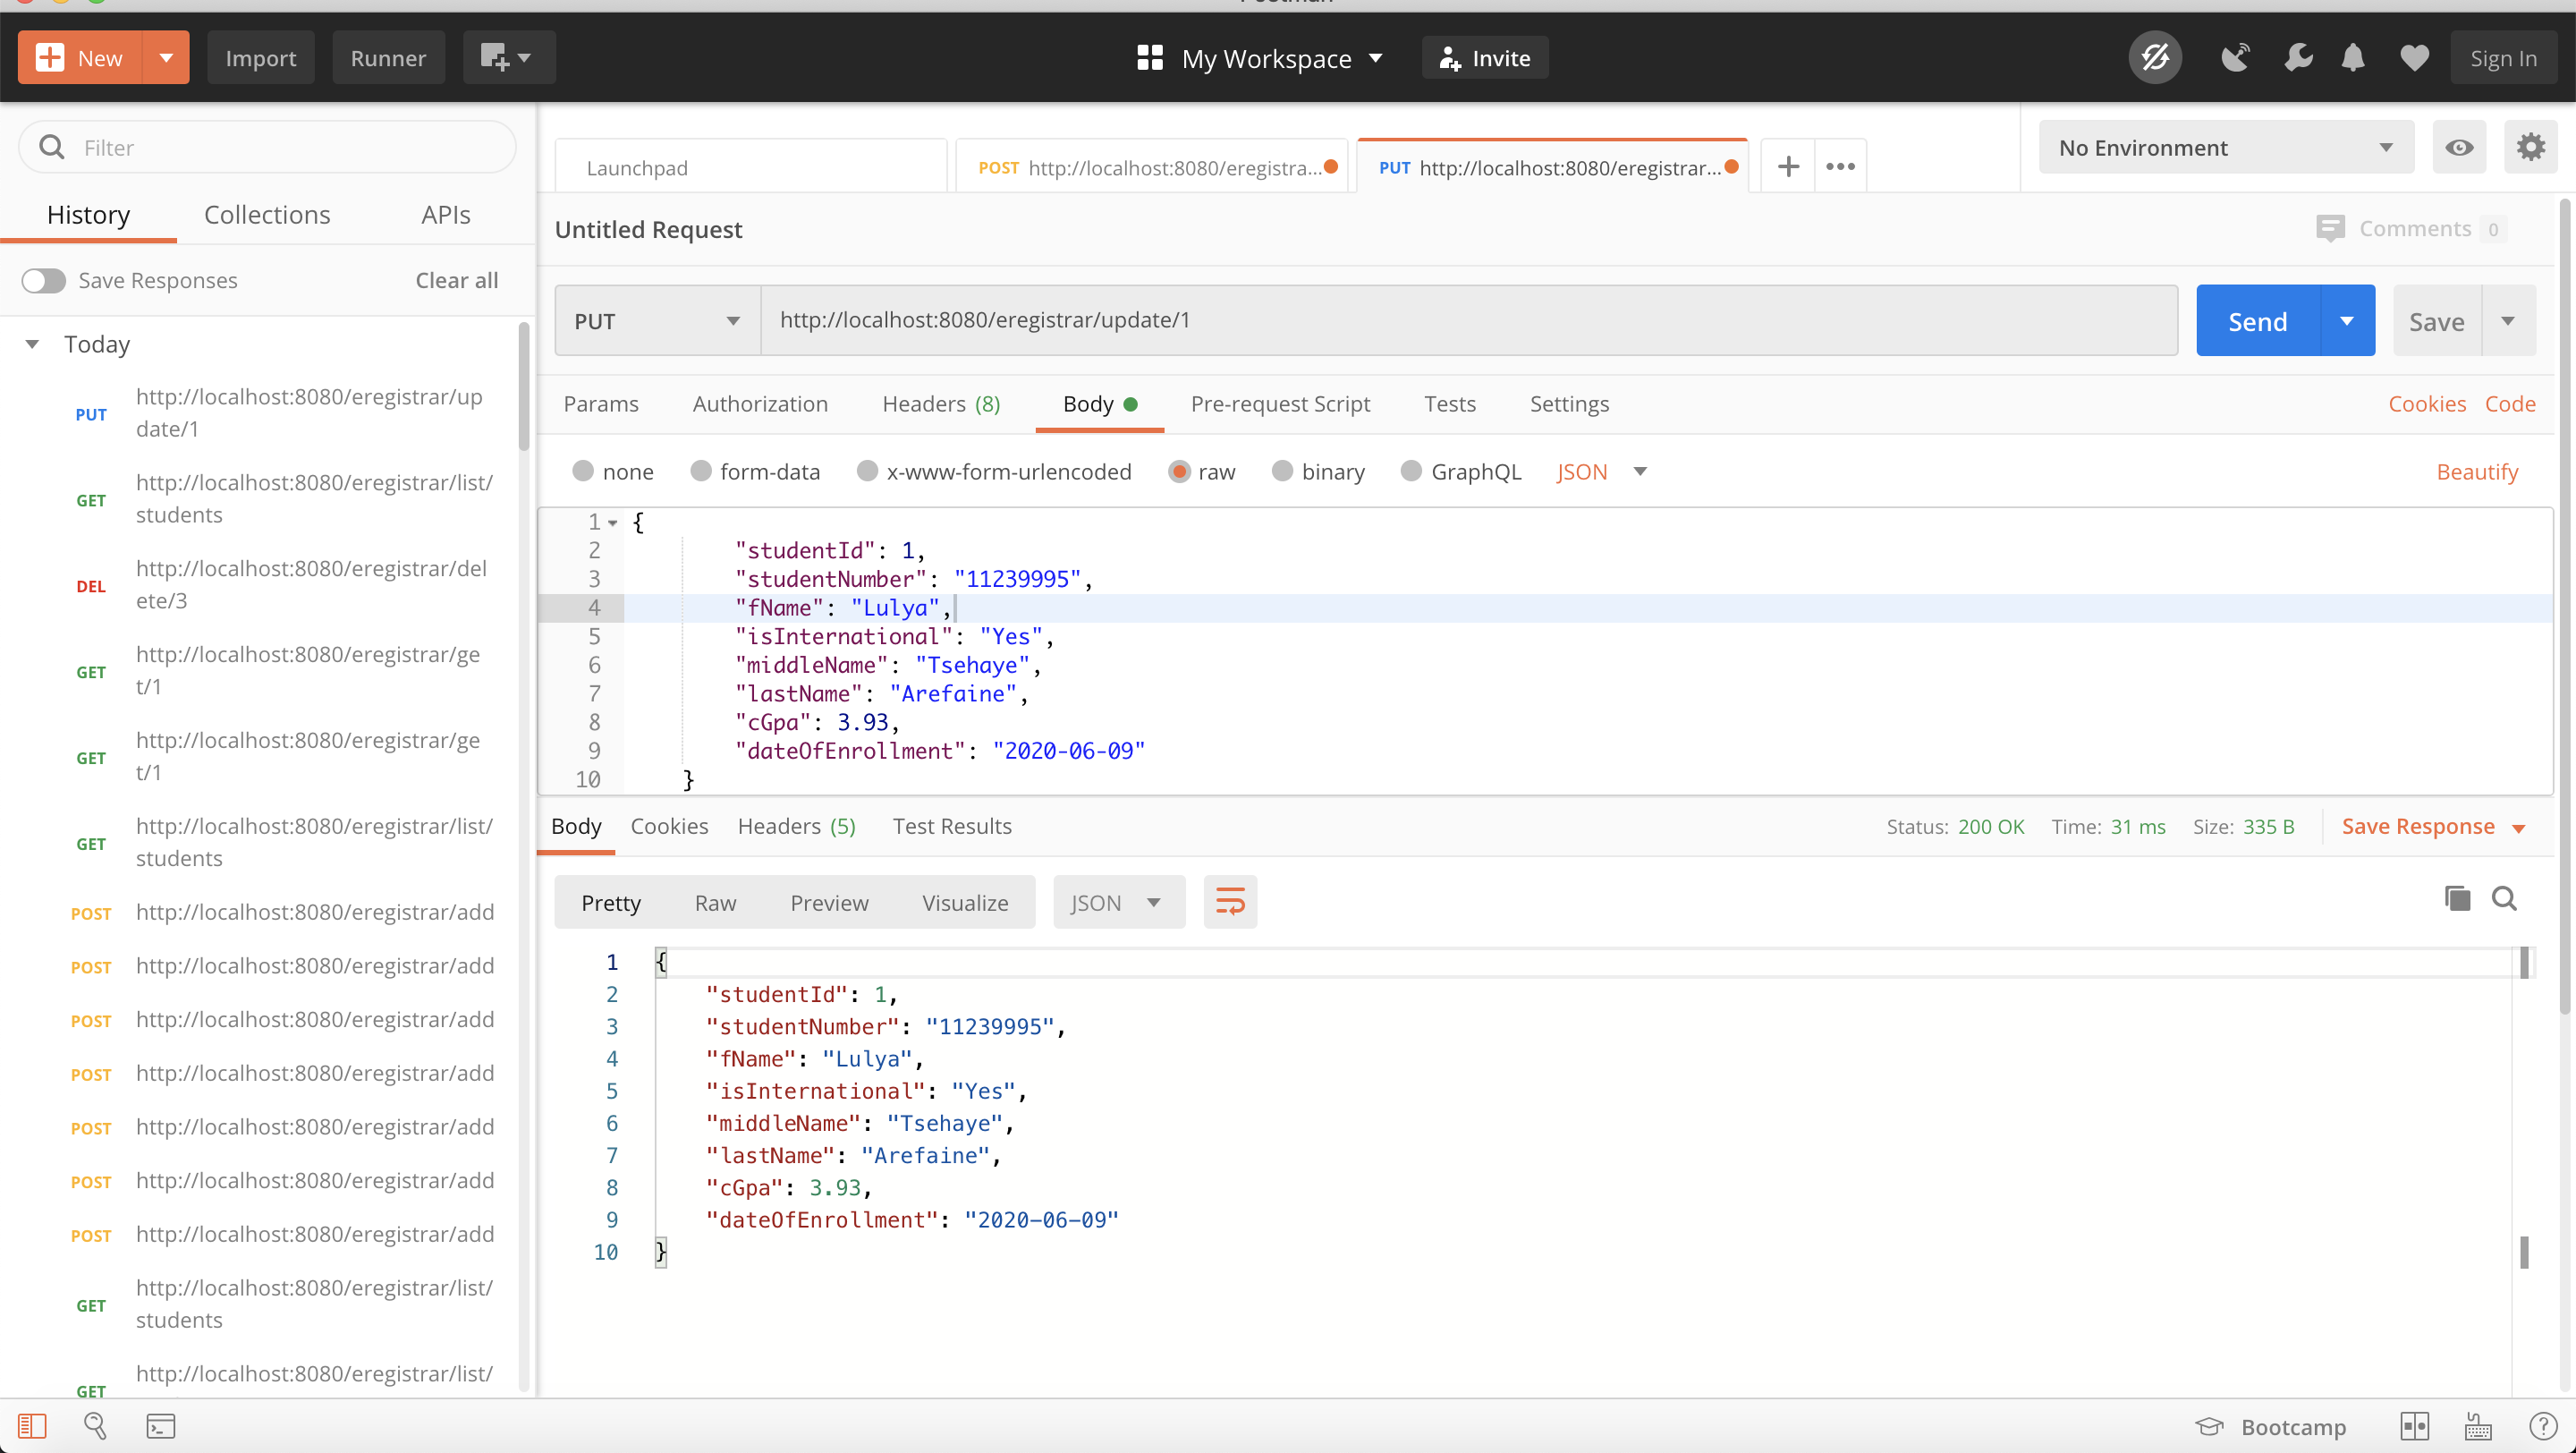 New
Import
Runner
My Workspace
Invite
Sign In
Filter
History
Collections
APIs
Save Responses
Clear all
Today
PUT http://localhost:8080/eregistrar/up
date/1
GET http://localhost:8080/eregistrar/list/
students
DEL http://localhost:8080/eregistrar/del
ete/3
GET http://localhost:8080/eregistrar/ge
t/1
GET http://localhost:8080/eregistrar/ge
t/1
GET http://localhost:8080/eregistrar/list/
students
POST http://localhost:8080/eregistrar/add
POST http://localhost:8080/eregistrar/add
POST http://localhost:8080/eregistrar/add
POST http://localhost:8080/eregistrar/add
POST http://localhost:8080/eregistrar/add
POST http://localhost:8080/eregistrar/add
POST http://localhost:8080/eregistrar/add
GET http://localhost:8080/eregistrar/list/
students
GET http://localhost:8080/eregistrar/list/
Launchpad
POST http://localhost:8080/eregistra...
PUT http://localhost:8080/eregistrar...
No Environment
Untitled Request
Comments 0
PUT
http://localhost:8080/eregistrar/update/1
Send
Save
Params
Authorization
Headers (8)
Body
Pre-request Script
Tests
Settings
Cookies
Code
none
form-data
x-www-form-urlencoded
raw
binary
GraphQL
JSON
Beautify
1 {
2 "studentId": 1,
3 "studentNumber": "11239995",
4 "fName": "Lulya",
5 "isInternational": "Yes",
6 "middleName": "Tsehaye",
7 "lastName": "Arefaine",
8 "cGpa": 3.93,
9 "dateOfEnrollment": "2020-06-09"
10 }
Body
Cookies
Headers (5)
Test Results
Status: 200 OK
Time: 31 ms
Size: 335 B
Save Response
Pretty
Raw
Preview
Visualize
JSON
1 {
2 "studentId": 1,
3 "studentNumber": "11239995",
4 "fName": "Lulya",
5 "isInternational": "Yes",
6 "middleName": "Tsehaye",
7 "lastName": "Arefaine",
8 "cGpa": 3.93,
9 "dateOfEnrollment": "2020-06-09"
10 }
Bootcamp